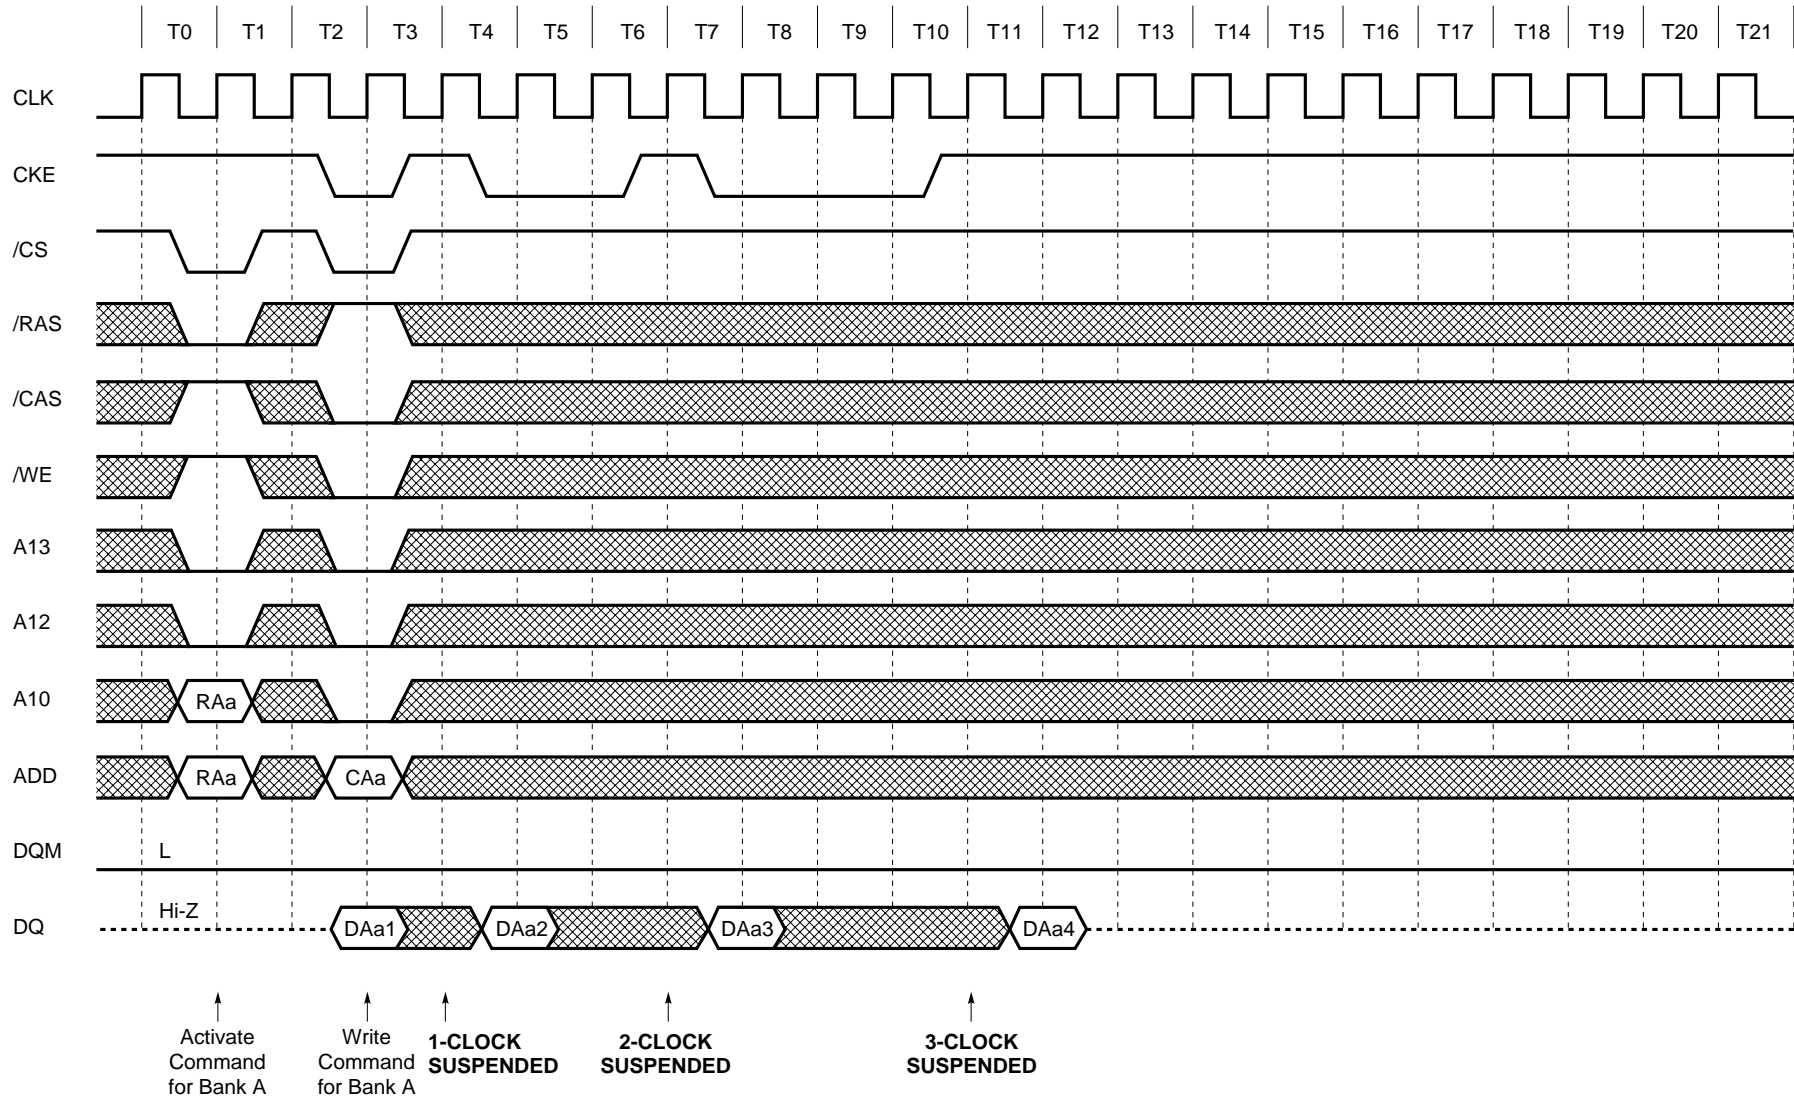 T0 T1 T2 T3 T4 T5 T6 T7 T8 T9 T10 T11 T12 T13 T14 T15 T16 T17 T18 T19 T20 T21
CLK
CKE
/CS
/RAS
/CAS
/WE
A13
A12
A10 RAa
ADD RAa CAa
DQM L
DQ Hi-Z DAa1 DAa2 DAa3 DAa4
Activate
Command
for Bank A
Write
Command
for Bank A
1-CLOCK
SUSPENDED
2-CLOCK
SUSPENDED
3-CLOCK
SUSPENDED